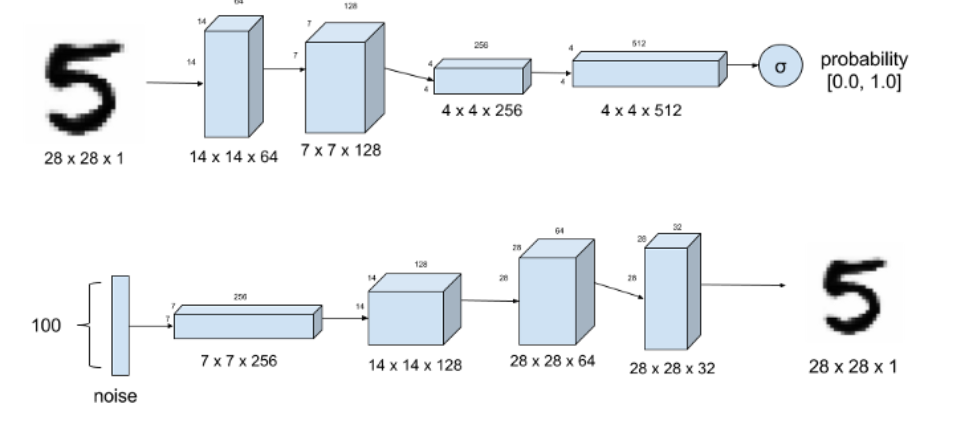 64
14
14
128
7
7
256
4
4
512
4
4
σ
probability
[0.0, 1.0]
5
28 x 28 x 1
14 x 14 x 64
7 x 7 x 128
4 x 4 x 256
4 x 4 x 512
100
noise
256
7
7
7 x 7 x 256
128
14
14
14 x 14 x 128
64
28
28
28 x 28 x 64
32
28
28
28 x 28 x 32
5
28 x 28 x 1